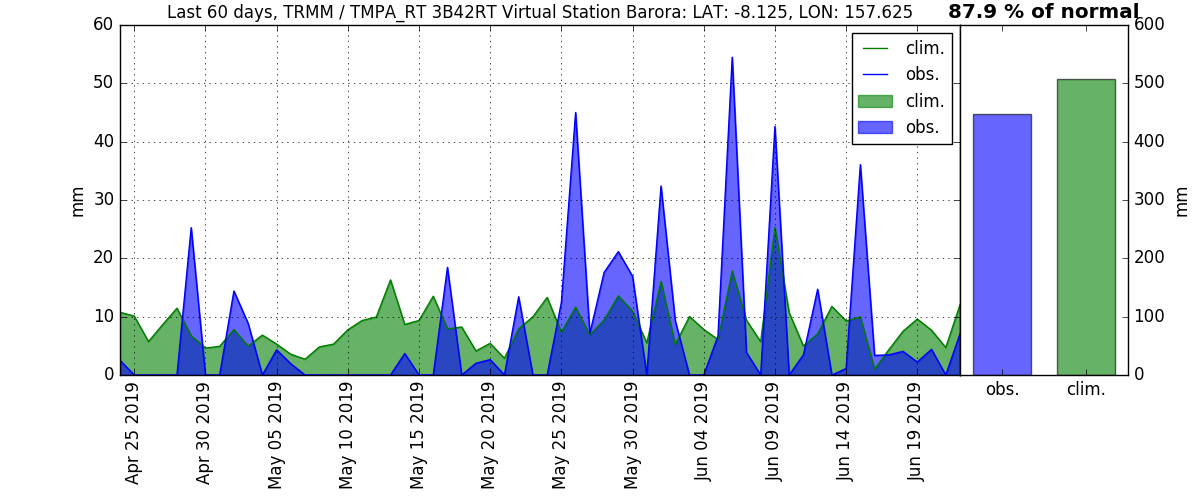 Last 60 days, TRMM / TMPA_RT 3B42RT Virtual Station Barora: LAT: -8.125, LON: 157.625
87.9 % of normal
60
50
40
30
20
10
0
mm
clim.
obs.
clim.
obs.
600
500
400
300
200
100
0
mm
Apr 25 2019
Apr 30 2019
May 05 2019
May 10 2019
May 15 2019
May 20 2019
May 25 2019
May 30 2019
Jun 04 2019
Jun 09 2019
Jun 14 2019
Jun 19 2019
obs.
clim.